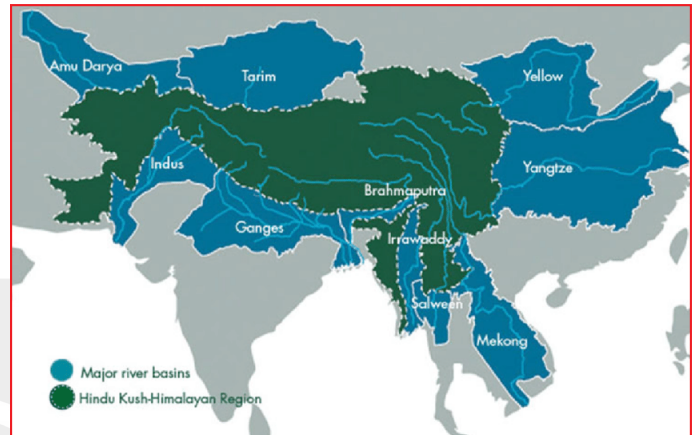 Amu Darya
Tarim
Yellow
Indus
Yangtze
Brahmaputra
Ganges
Irrawaddy
Salween
Mekong
Major river basins
Hindu Kush-Himalayan Region